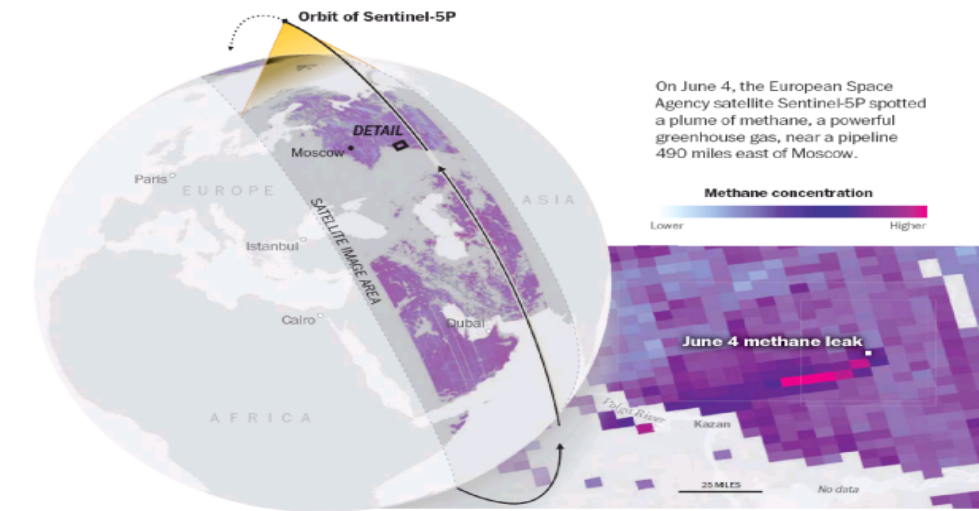 Orbit of Sentinel-5P
On June 4, the European Space
Agency satellite Sentinel-5P spotted
a plume of methane, a powerful
greenhouse gas, near a pipeline
490 miles east of Moscow.
Methane concentration
Lower
Higher
DETAIL
Moscow
Paris
EUROPE
ASIA
SATELLITE IMAGE AREA
Istanbul
Cairo
Dubai
AFRICA
June 4 methane leak
Volga River
Kazan
25 MILES
No data